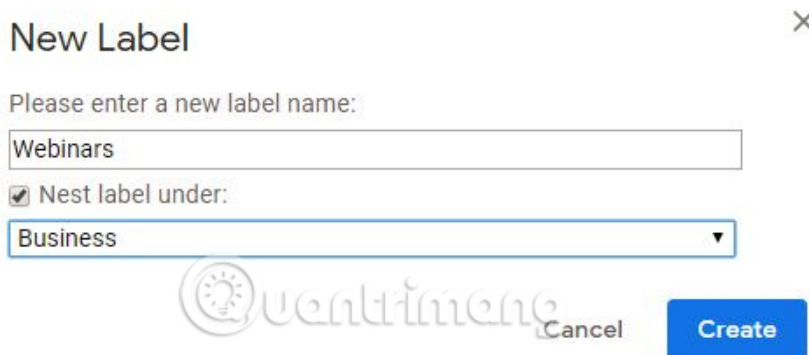 New Label
Please enter a new label name:
Webinars
Nest label under:
Business
Quantrimang
Cancel
Create